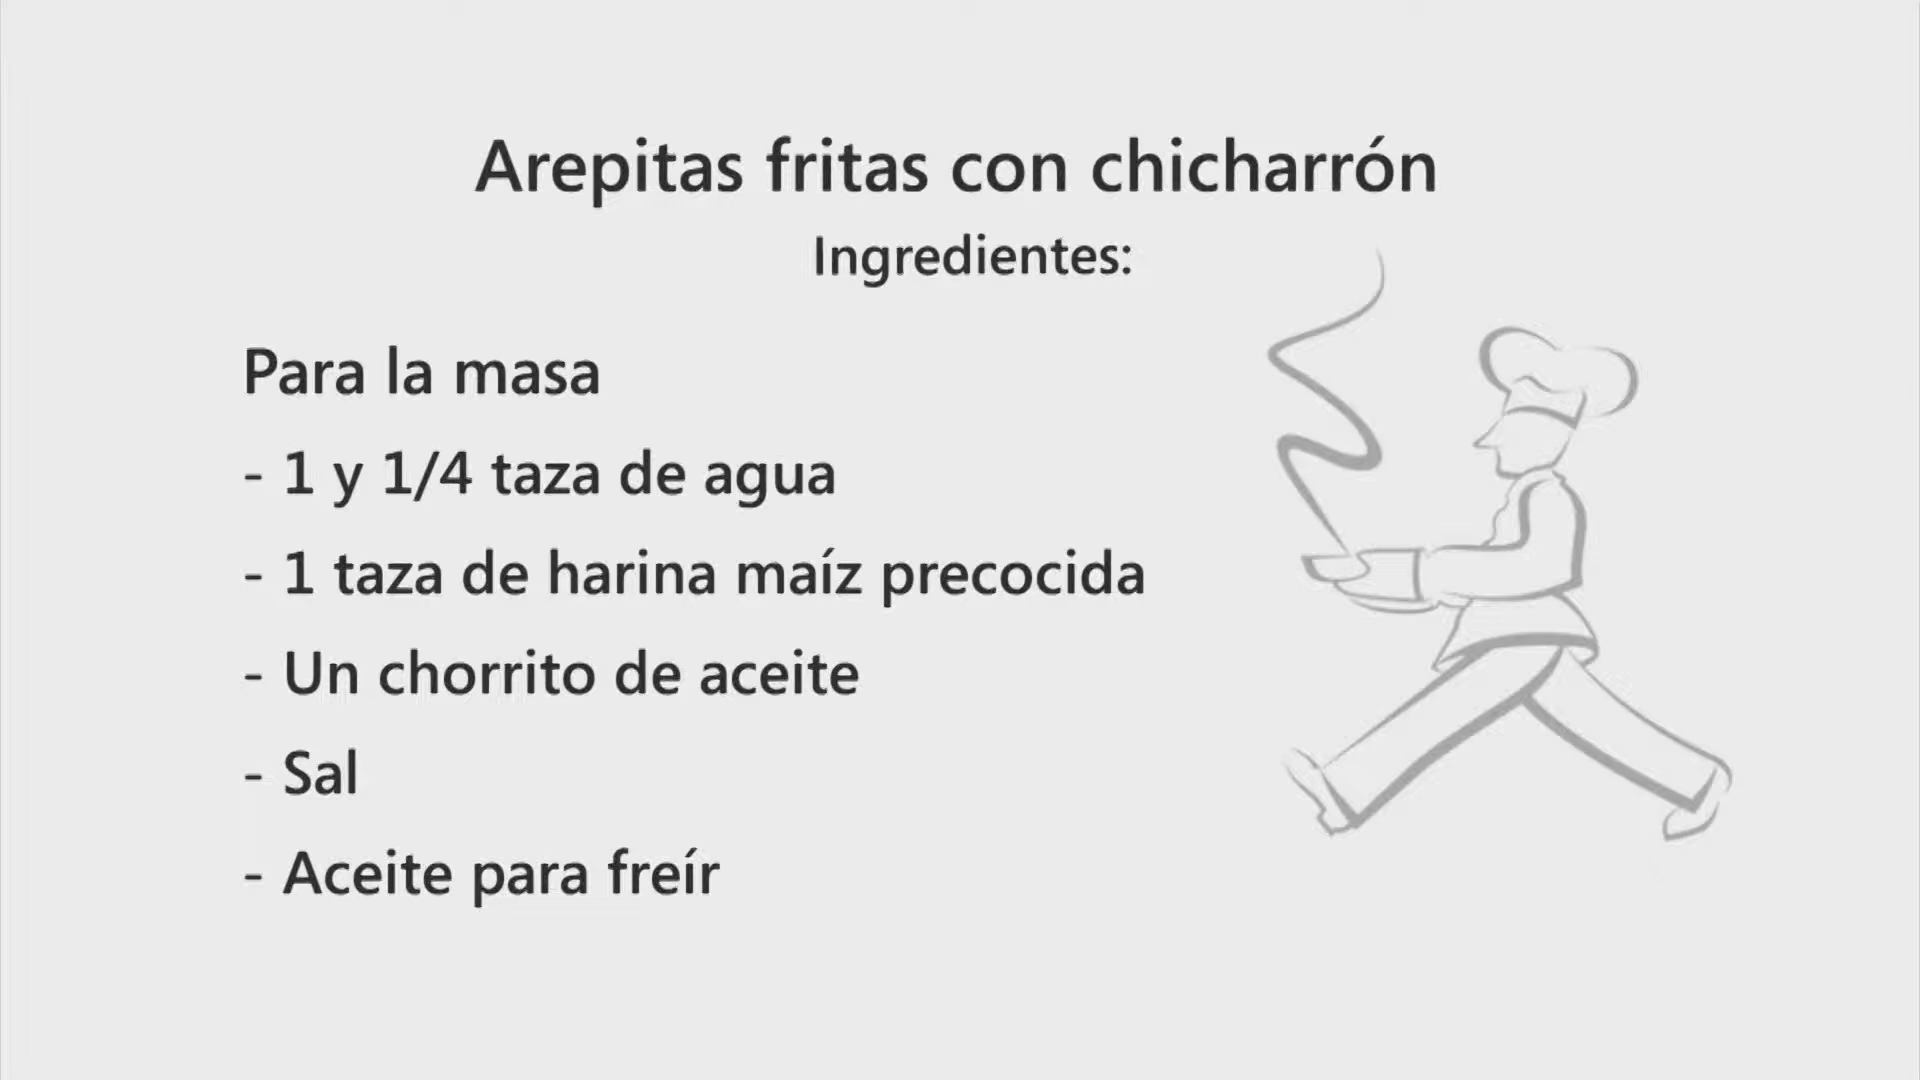 Arepitas fritas con chicharrón
Ingredientes:
Para la masa
- 1 y 1/4 taza de agua
- 1 taza de harina maíz precocida
- Un chorrito de aceite
- Sal
- Aceite para freír